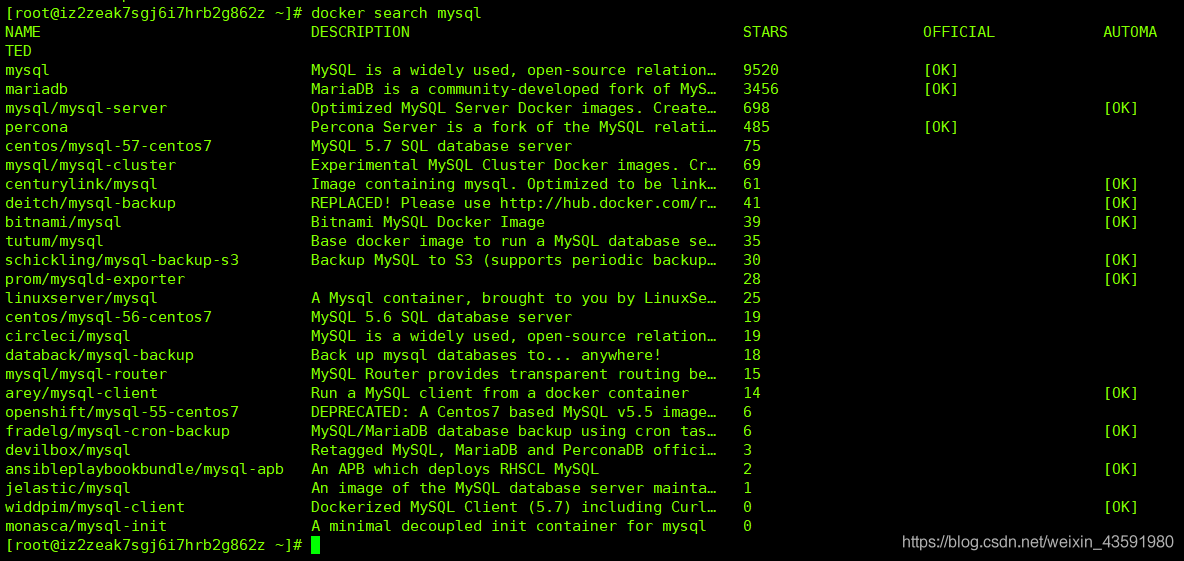 [root@iz2zeak7sgj6i7hrb2g862z ~]# docker search mysql
NAME DESCRIPTION STARS OFFICIAL AUTOMA
TED
mysql MySQL is a widely used, open-source relation… 9520 [OK]
mariadb MariaDB is a community-developed fork of MyS… 3456 [OK]
mysql/mysql-server Optimized MySQL Server Docker images. Create… 698 [OK]
percona Percona Server is a fork of the MySQL relati… 485 [OK]
centos/mysql-57-centos7 MySQL 5.7 SQL database server 75
mysql/mysql-cluster Experimental MySQL Cluster Docker images. Cr… 69
centurylink/mysql Image containing mysql. Optimized to be link… 61 [OK]
deitch/mysql-backup REPLACED! Please use http://hub.docker.com/r… 41 [OK]
bitnami/mysql Bitnami MySQL Docker Image 39 [OK]
tutum/mysql Base docker image to run a MySQL database se… 35
schickling/mysql-backup-s3 Backup MySQL to S3 (supports periodic backup… 30 [OK]
prom/mysqld-exporter 28 [OK]
linuxserver/mysql A Mysql container, brought to you by LinuxSe… 25
centos/mysql-56-centos7 MySQL 5.6 SQL database server 19
circleci/mysql MySQL is a widely used, open-source relation… 19
databack/mysql-backup Back up mysql databases to... anywhere! 18
mysql/mysql-router MySQL Router provides transparent routing be… 15
arey/mysql-client Run a MySQL client from a docker container 14 [OK]
openshift/mysql-55-centos7 DEPRECATED: A Centos7 based MySQL v5.5 image… 6
fradelg/mysql-cron-backup MySQL/MariaDB database backup using cron tas… 6 [OK]
devilbox/mysql Retagged MySQL, MariaDB and PerconaDB offici… 3
ansibleplaybookbundle/mysql-apb An APB which deploys RHSCL MySQL 2 [OK]
jelastic/mysql An image of the MySQL database server mainta… 1
widdpim/mysql-client Dockerized MySQL Client (5.7) including Curl… 0 [OK]
monasca/mysql-init A minimal decoupled init container for mysql 0
[root@iz2zeak7sgj6i7hrb2g862z ~]#
https://blog.csdn.net/weixin_43591980